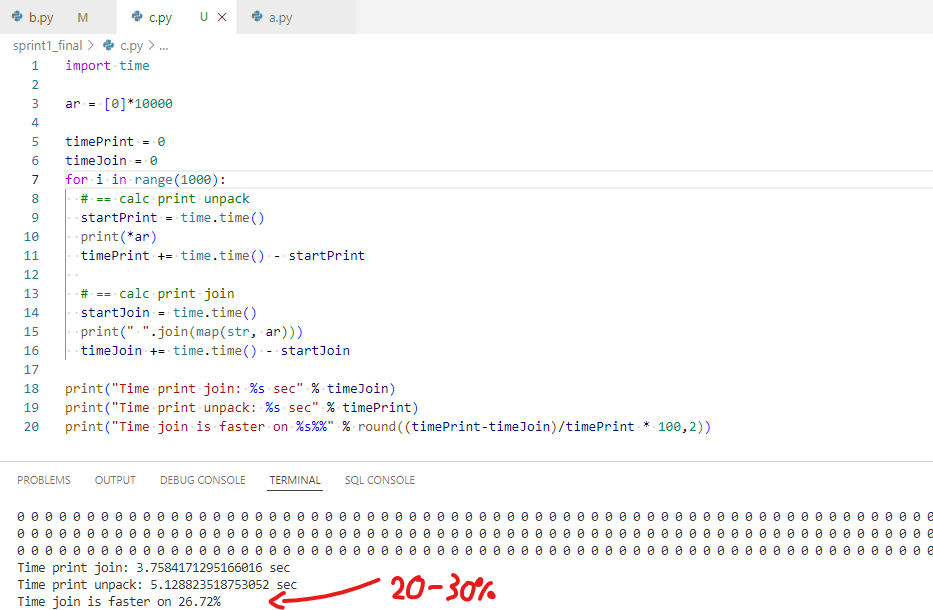 b.py M c.py U a.py
sprint1_final > c.py > ...
1 import time
2
3 ar = [0]*10000
4
5 timePrint = 0
6 timeJoin = 0
7 for i in range(1000):
8 # == calc print unpack
9 startPrint = time.time()
10 print(*ar)
11 timePrint += time.time() - startPrint
12
13 # == calc print join
14 startJoin = time.time()
15 print(" ".join(map(str, ar)))
16 timeJoin += time.time() - startJoin
17
18 print("Time print join: %s sec" % timeJoin)
19 print("Time print unpack: %s sec" % timePrint)
20 print("Time join is faster on %s%%" % round((timePrint-timeJoin)/timePrint * 100,2))
PROBLEMS OUTPUT DEBUG CONSOLE TERMINAL SQL CONSOLE
0 0 0 0 0 0 0 0 0 0 0 0 0 0 0 0 0 0 0 0 0 0 0 0 0 0 0 0 0 0 0 0 0 0 0 0 0 0 0 0 0 0 0 0 0 0 0 0 0 0 0 0 0 0 0 0 0 0 0 0 0 0 0 0 0 0
0 0 0 0 0 0 0 0 0 0 0 0 0 0 0 0 0 0 0 0 0 0 0 0 0 0 0 0 0 0 0 0 0 0 0 0 0 0 0 0 0 0 0 0 0 0 0 0 0 0 0 0 0 0 0 0 0 0 0 0 0 0 0 0 0 0
0 0 0 0 0 0 0 0 0 0 0 0 0 0 0 0 0 0 0 0 0 0 0 0 0 0 0 0 0 0 0 0 0 0 0 0 0 0 0 0 0 0 0 0 0 0 0 0 0 0 0 0 0 0 0 0 0 0 0 0 0 0 0 0 0 0
Time print join: 3.7584171295166016 sec
Time print unpack: 5.128823518753052 sec
Time join is faster on 26.72%
20-30%